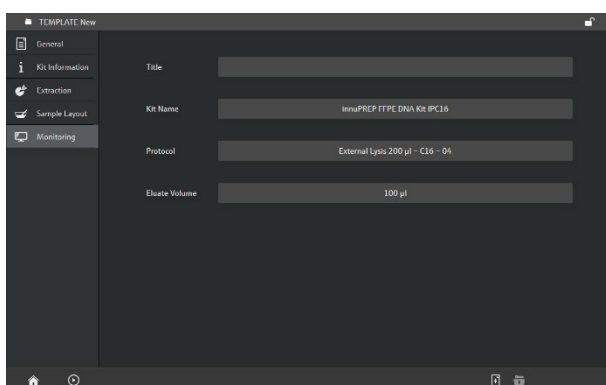 TEMPLATE New
General
Kit Information
Extraction
Sample Layout
Monitoring
Title
Kit Name
innuPREP FFPE DNA Kit IPC16
Protocol
External Lysis 200 µl – C16 – 04
Eluate Volume
100 µl